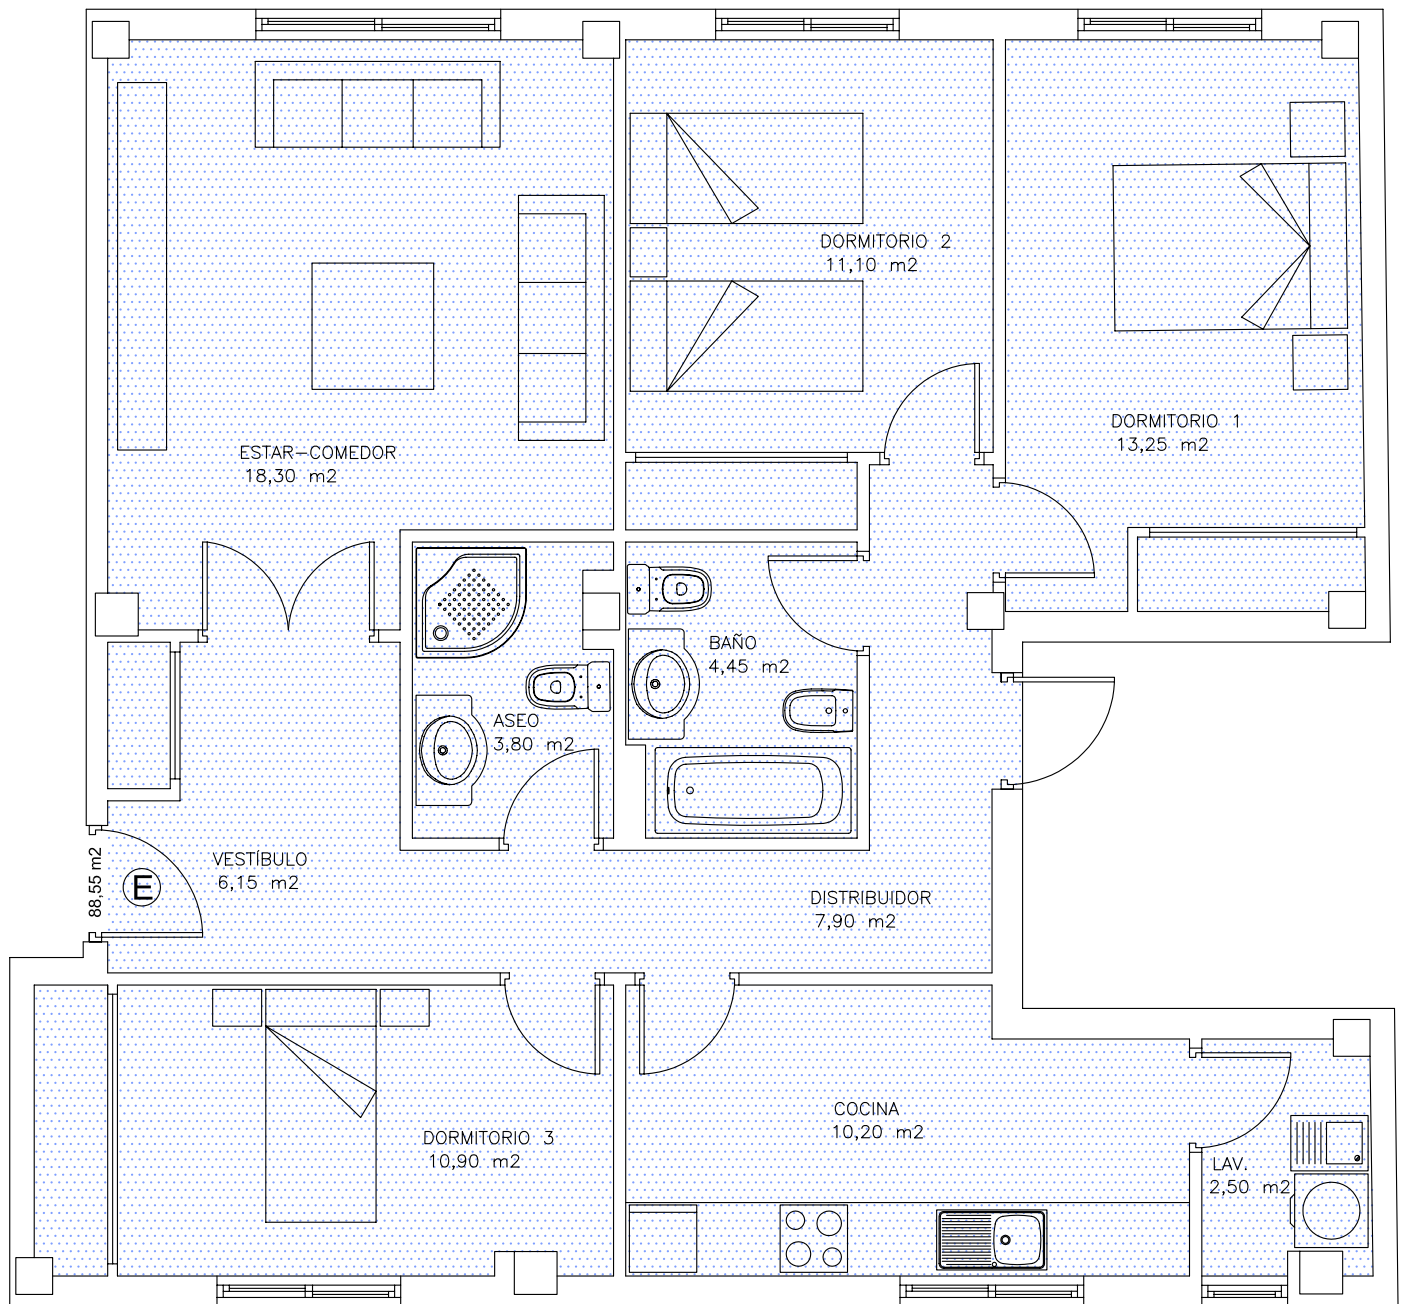 DORMITORIO 2
11,10 m2
DORMITORIO 1
13,25 m2
ESTAR-COMEDOR
18,30 m2
BAÑO
4,45 m2
ASEO
3,80 m2
VESTÍBULO
6,15 m2
88,55 m2
E
DISTRIBUIDOR
7,90 m2
COCINA
10,20 m2
DORMITORIO 3
10,90 m2
LAV.
2,50 m2